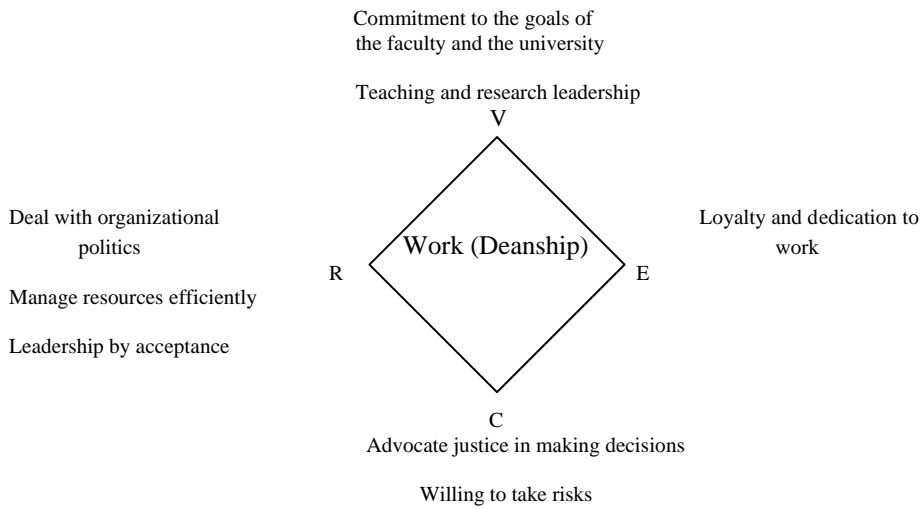 Commitment to the goals of
the faculty and the university
Teaching and research leadership
V
Deal with organizational
politics
Manage resources efficiently
Leadership by acceptance
R
Work (Deanship)
E
Loyalty and dedication to
work
C
Advocate justice in making decisions
Willing to take risks